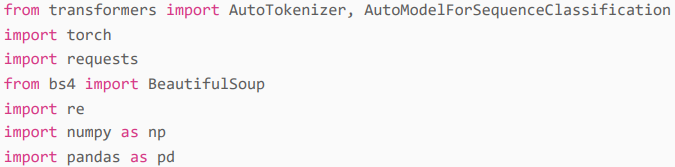 from transformers import AutoTokenizer, AutoModelForSequenceClassification
import torch
import requests
from bs4 import BeautifulSoup
import re
import numpy as np
import pandas as pd